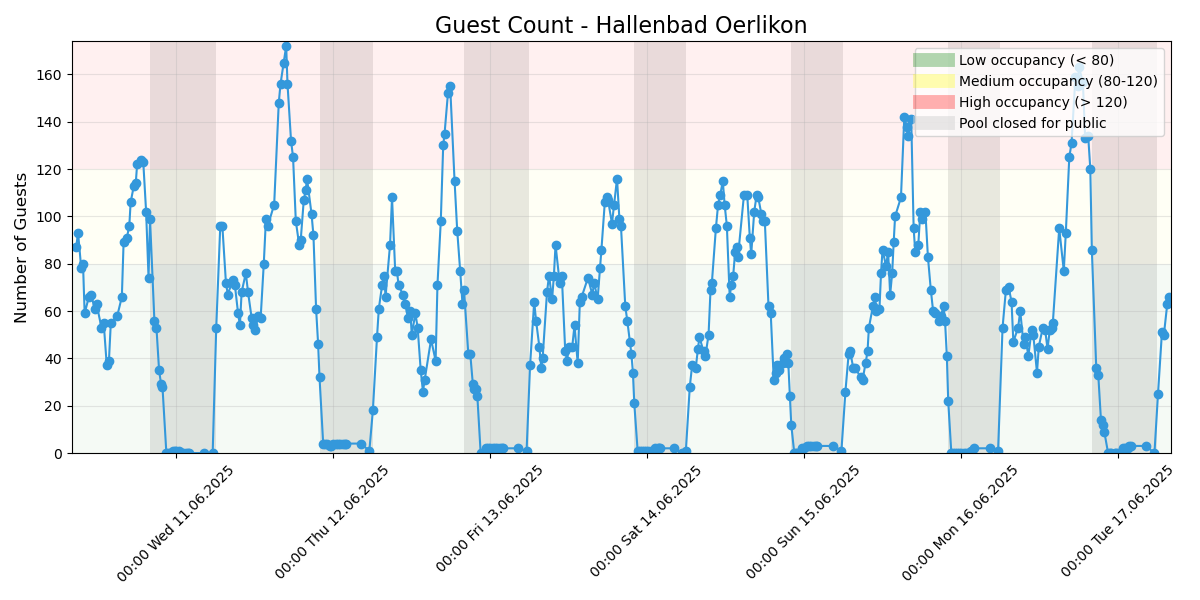 Guest Count - Hallenbad Oerlikon
Number of Guests
160
140
120
100
80
60
40
20
0
Low occupancy (< 80)
Medium occupancy (80-120)
High occupancy (> 120)
Pool closed for public
00:00 Wed 11.06.2025
00:00 Thu 12.06.2025
00:00 Fri 13.06.2025
00:00 Sat 14.06.2025
00:00 Sun 15.06.2025
00:00 Mon 16.06.2025
00:00 Tue 17.06.2025